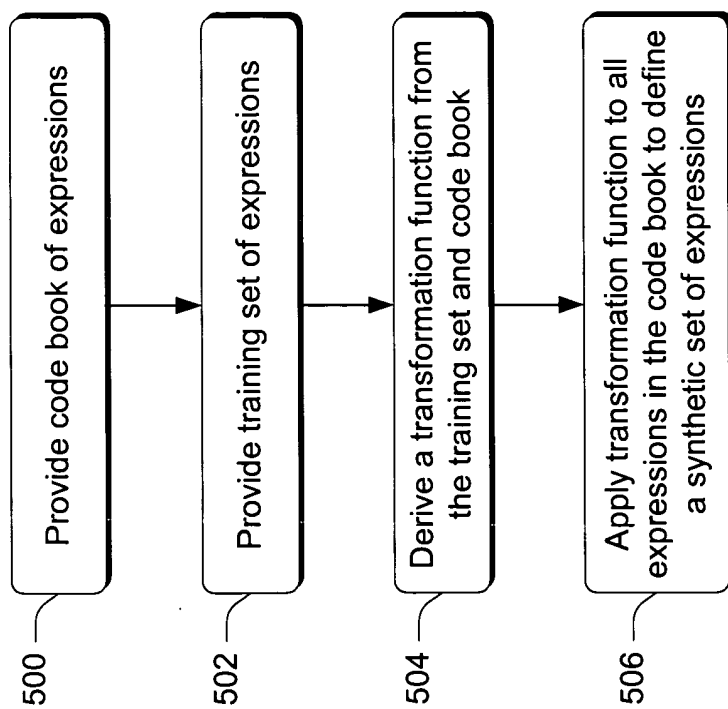 500
Provide code book of expressions
502
Provide training set of expressions
504
Derive a transformation function from
the training set and code book
506
Apply transformation function to all
expressions in the code book to define
a synthetic set of expressions